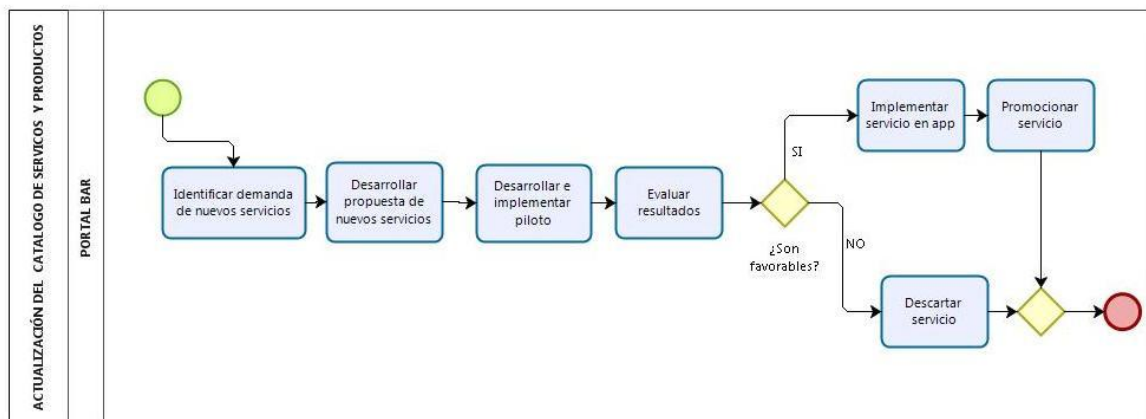 ACTUALIZACIÓN DEL CATALOGO DE SERVICOS Y PRODUCTOS
PORTAL BAR
Identificar demanda
de nuevos servicios
Desarrollar
propuesta de
nuevos servicios
Desarrollar e
implementar
piloto
Evaluar
resultados
¿Son
favorables?
SI
Implementar
servicio en app
Promocionar
servicio
NO
Descartar
servicio